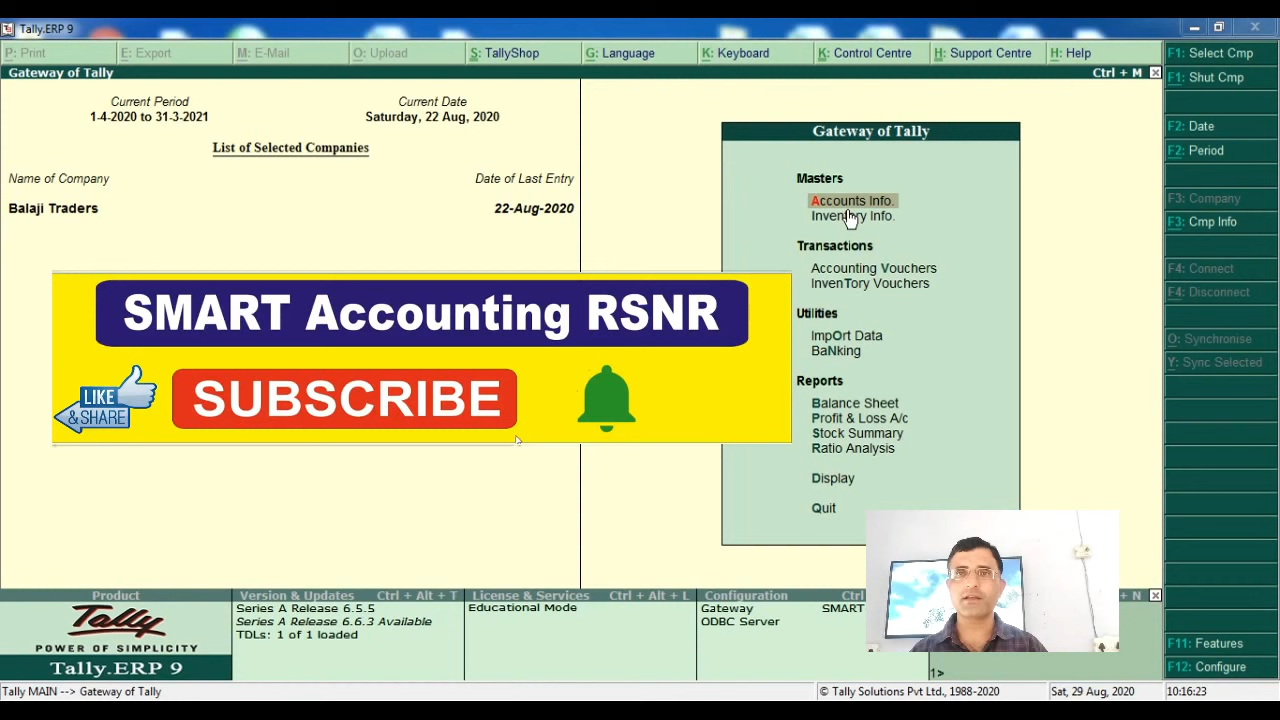 Tally.ERP 9
P: Print
E: Export
M: E-Mail
O: Upload
S: TallyShop
G: Language
K: Keyboard
K: Control Centre
H: Support Centre
H: Help
Gateway of Tally
Ctrl + M
Current Period
1-4-2020 to 31-3-2021
Current Date
Saturday, 22 Aug, 2020
List of Selected Companies
Name of Company
Date of Last Entry
Balaji Traders
22-Aug-2020
SMART Accounting RSNR
LIKE
& SHARE
SUBSCRIBE
Gateway of Tally
Masters
Accounts Info.
Inventory Info.
Transactions
Accounting Vouchers
InvenTory Vouchers
Utilities
ImpOrt Data
BaNking
Reports
Balance Sheet
Profit & Loss A/c
Stock Summary
Ratio Analysis
Display
Quit
F1: Select Cmp
F1: Shut Cmp
F2: Date
F2: Period
F3: Company
F3: Cmp Info
F4: Connect
F4: Disconnect
O: Synchronise
Y: Sync Selected
F11: Features
F12: Configure
Product
Tally
POWER OF SIMPLICITY
Tally.ERP 9
Version & Updates Ctrl + Alt + T
Series A Release 6.5.5
Series A Release 6.6.3 Available
TDLs: 1 of 1 loaded
License & Services Ctrl + Alt + L
Educational Mode
Configuration Ctrl
Gateway SMART
ODBC Server
+ N
1>
Tally MAIN --> Gateway of Tally
© Tally Solutions Pvt Ltd., 1988-2020
Sat, 29 Aug, 2020
10:16:23